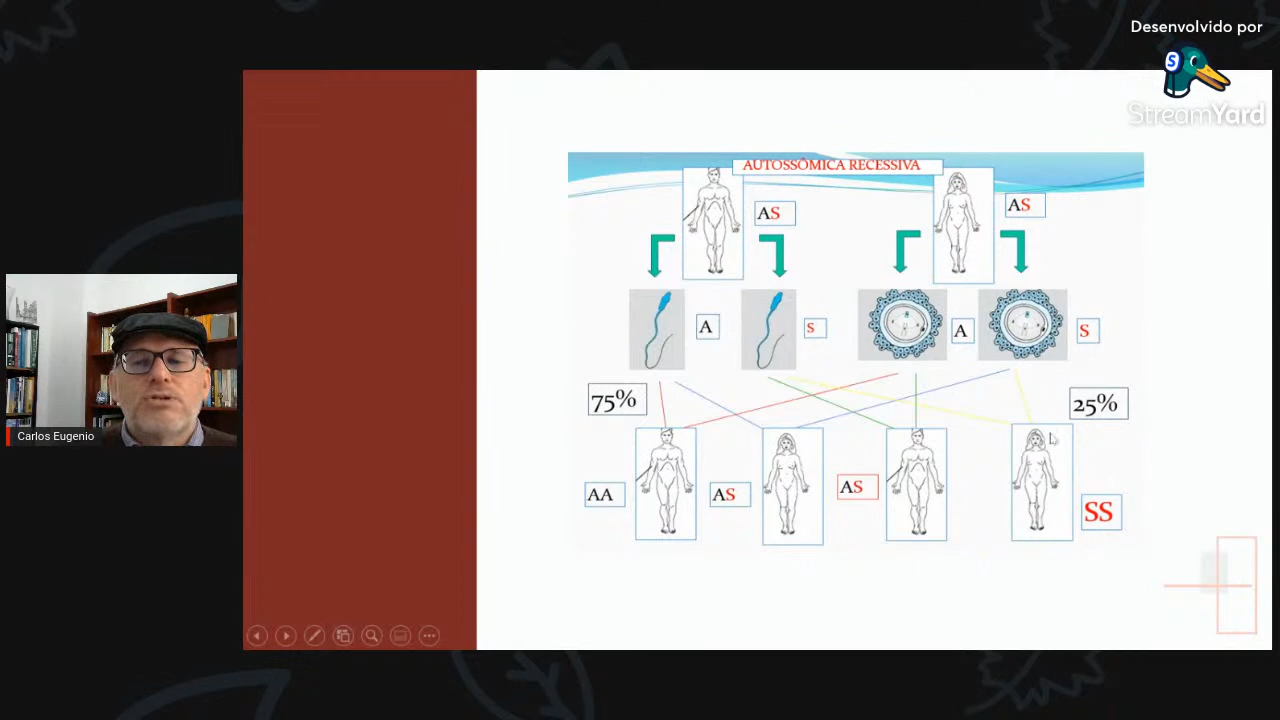 Desenvolvido por
S
StreamYard
AUTOSSÔMICA RECESSIVA
AS
AS
A
S
A
S
75%
25%
AA
AS
AS
SS
Carlos Eugenio